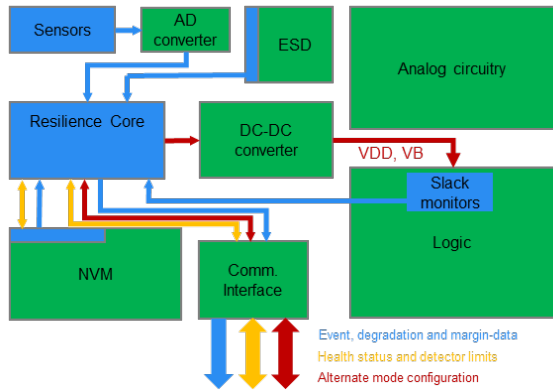 Sensors
AD
converter
ESD
Analog circuitry
Resilience Core
DC-DC
converter
VDD, VB
Slack
monitors
Logic
NVM
Comm.
Interface
Event, degradation and margin-data
Health status and detector limits
Alternate mode configuration